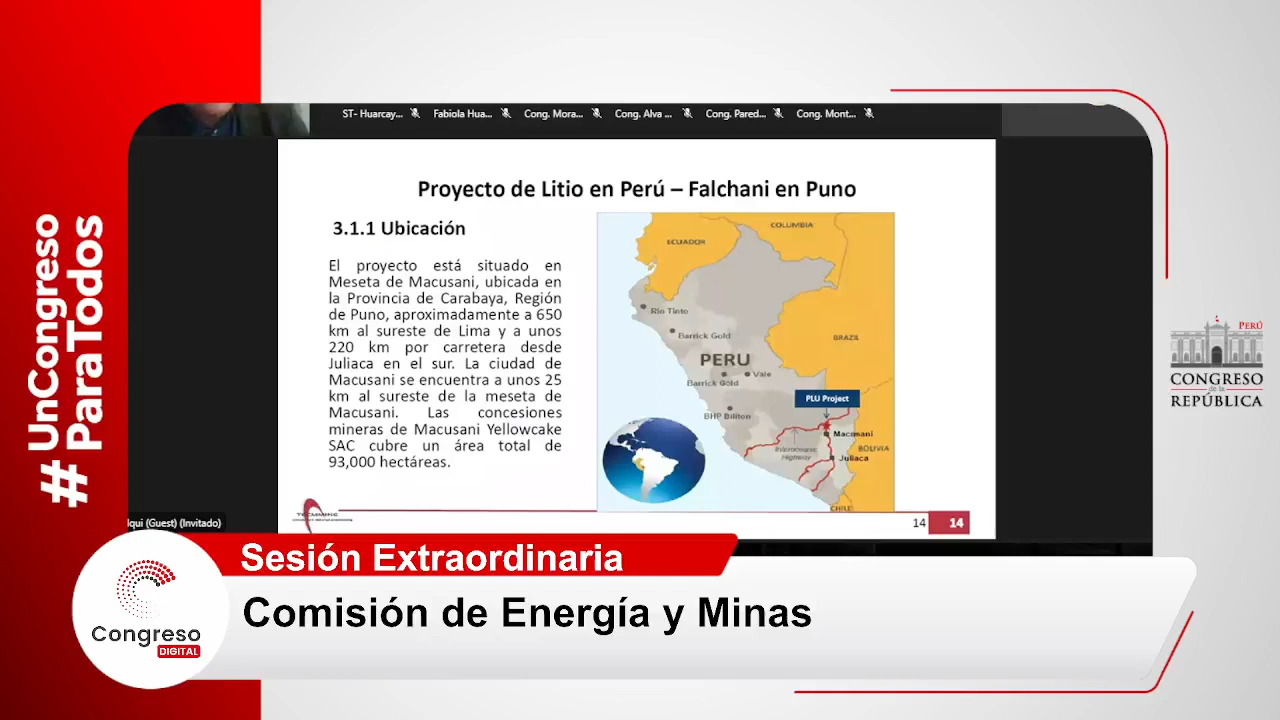 #UnCongreso
ParaTodos
ST- Huarcay... Fabiola Hua... Cong. Mora... Cong. Alva ... Cong. Pared... Cong. Mont...
Proyecto de Litio en Perú – Falchani en Puno
3.1.1 Ubicación
El proyecto está situado en
Meseta de Macusani, ubicada en
la Provincia de Carabaya, Región
de Puno, aproximadamente a 650
km al sureste de Lima y a unos
220 km por carretera desde
Juliaca en el sur. La ciudad de
Macusani se encuentra a unos 25
km al sureste de la meseta de
Macusani. Las concesiones
mineras de Macusani Yellowcake
SAC cubre un área total de
93,000 hectáreas.
COLUMBIA
ECUADOR
Rio Tinto
Barrick Gold
BRAZIL
PERU
Vale
Barrick Gold
PLU Project
BHP Biliton
Macusani
Interoceanic
Highway
BOLIVIA
Juliaca
CHILE
14 14
lqui (Guest) (Invitado)
PERÚ
CONGRESO
de la
REPÚBLICA
Sesión Extraordinaria
Comisión de Energía y Minas
Congreso
DIGITAL